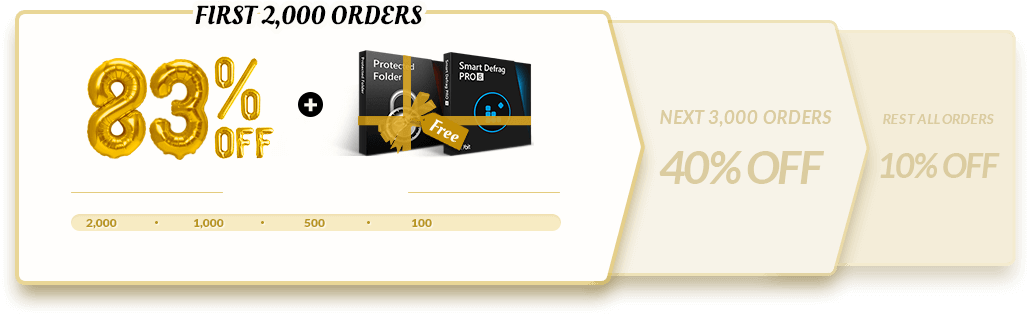 FIRST 2,000 ORDERS
83% OFF
+
Protected
Folder
Smart Defrag
PRO 6
Free
2,000 • 1,000 • 500 • 100
NEXT 3,000 ORDERS
40% OFF
REST ALL ORDERS
10% OFF